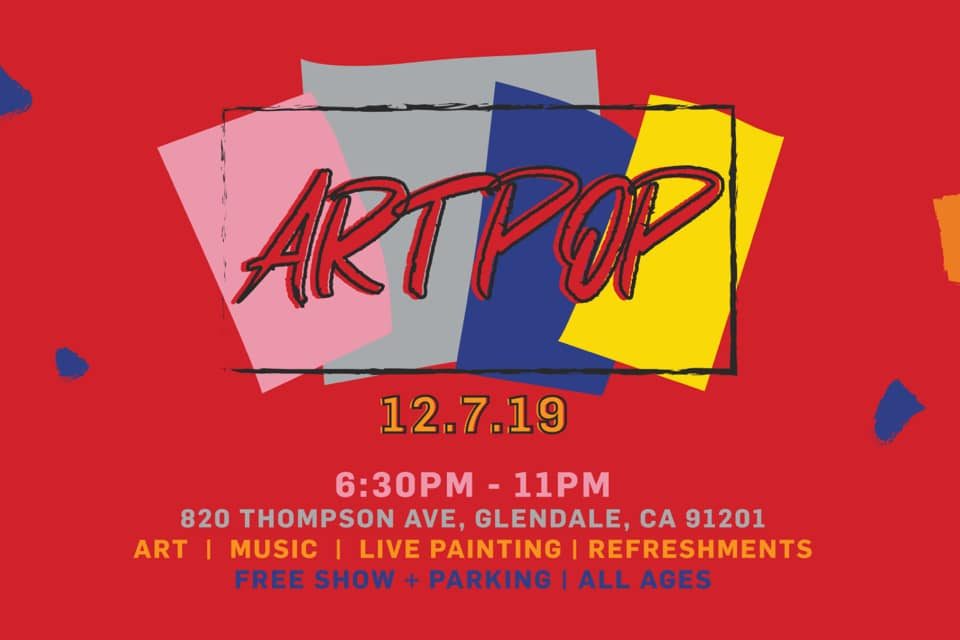 ARTPOP
12.7.19
6:30PM - 11PM
820 THOMPSON AVE, GLENDALE, CA 91201
ART | MUSIC | LIVE PAINTING | REFRESHMENTS
FREE SHOW + PARKING | ALL AGES